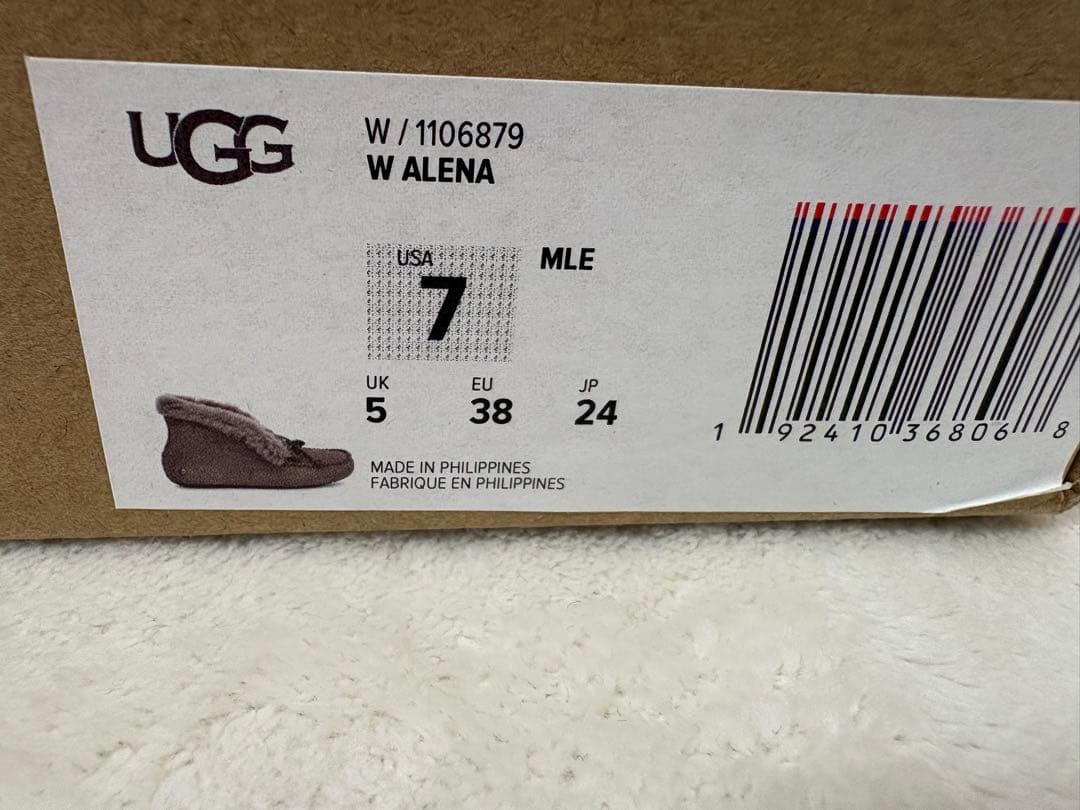 UGG
W / 1106879
W ALENA
USA
7
MLE
UK EU JP
5 38 24
MADE IN PHILIPPINES
FABRIQUE EN PHILIPPINES
1 92410 36806 8